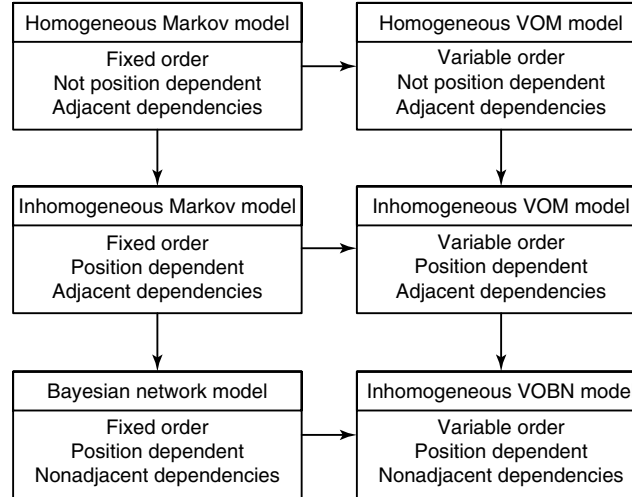 Homogeneous Markov model
Fixed order
Not position dependent
Adjacent dependencies
Homogeneous VOM model
Variable order
Not position dependent
Adjacent dependencies
Inhomogeneous Markov model
Fixed order
Position dependent
Adjacent dependencies
Inhomogeneous VOM model
Variable order
Position dependent
Adjacent dependencies
Bayesian network model
Fixed order
Position dependent
Nonadjacent dependencies
Inhomogeneous VOBN model
Variable order
Position dependent
Nonadjacent dependencies